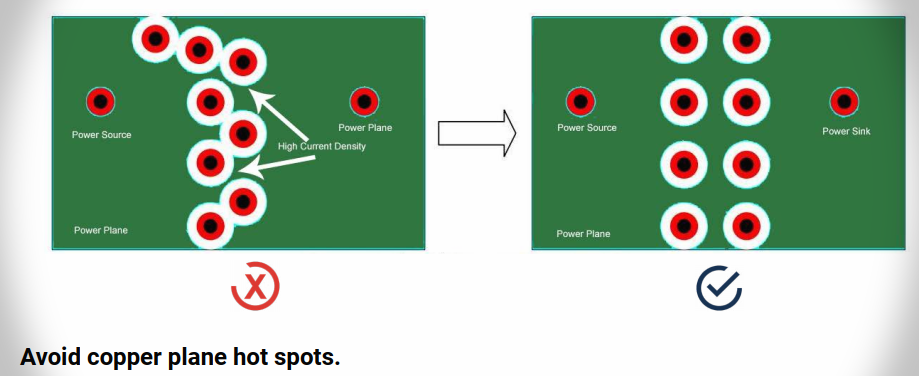 Power Source
Power Plane
High Current Density
Power Plane
X
Power Source
Power Sink
Power Plane
Avoid copper plane hot spots.